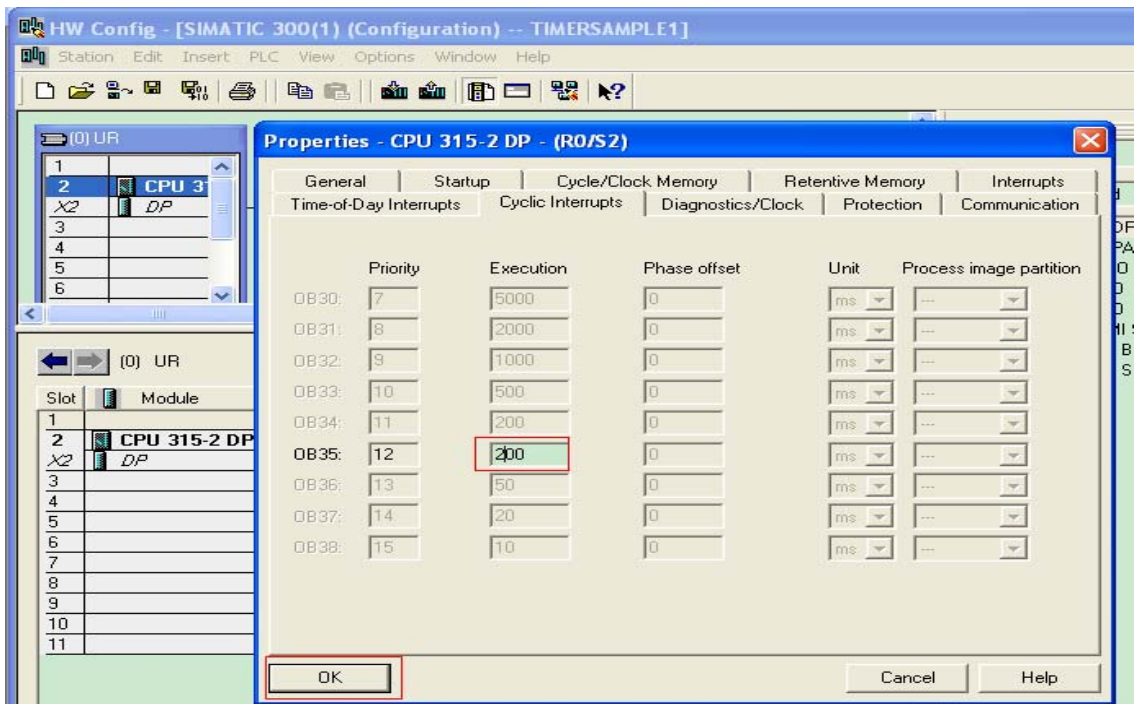 HW Config - [SIMATIC 300(1) (Configuration) -- TIMERSAMPLE1]
Station Edit Insert PLC View Options Window Help
(0) UR
1
2 CPU 3
X2 DP
3
4
5
6
(0) UR
Slot Module
1
2 CPU 315-2 DP
X2 DP
3
4
5
6
7
8
9
10
11
Properties - CPU 315-2 DP - (R0/S2)
General Startup Cycle/Clock Memory Retentive Memory Interrupts
Time-of-Day Interrupts Cyclic Interrupts Diagnostics/Clock Protection Communication
Priority Execution Phase offset Unit Process image partition
OB30: 7 5000 0 ms ---
OB31: 8 2000 0 ms ---
OB32: 9 1000 0 ms ---
OB33: 10 500 0 ms ---
OB34: 11 200 0 ms ---
OB35: 12 200 0 ms ---
OB36: 13 50 0 ms ---
OB37: 14 20 0 ms ---
OB38: 15 10 0 ms ---
OK Cancel Help